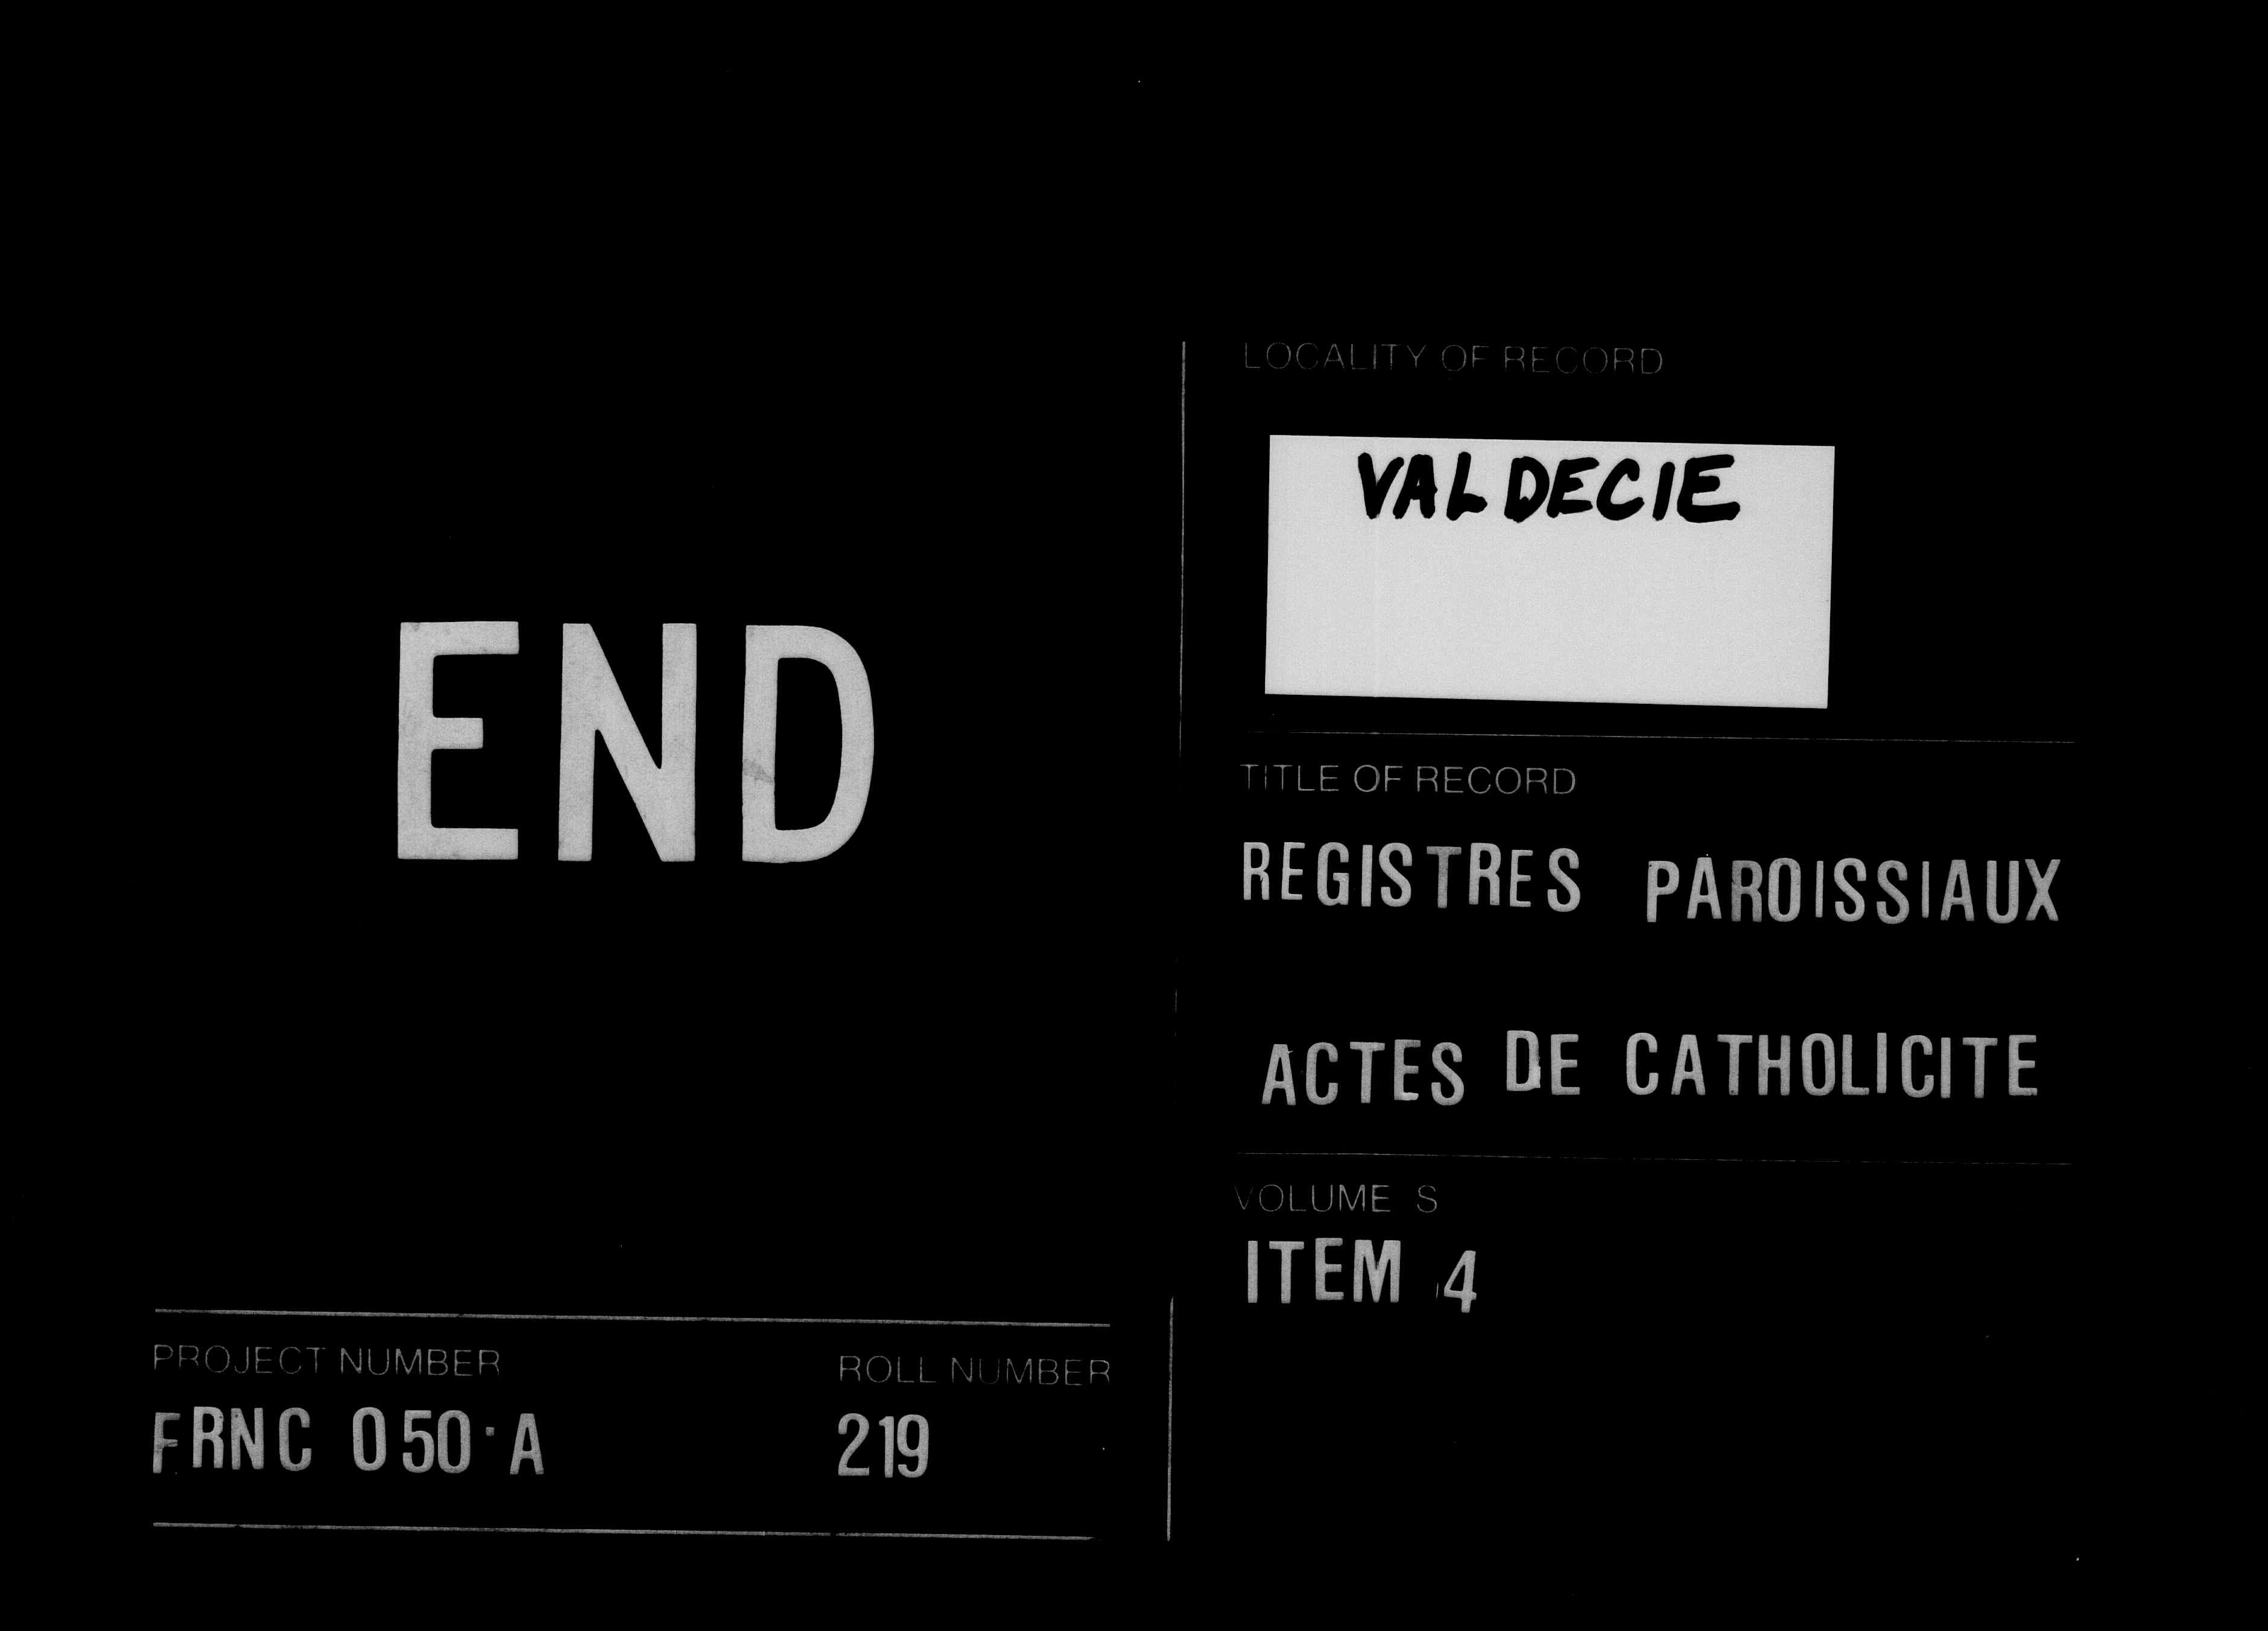 END
PROJECT NUMBER
FRNC 050·A
ROLL NUMBER
219
LOCALITY OF RECORD
VALDECIE
TITLE OF RECORD
REGISTRES PAROISSIAUX
ACTES DE CATHOLICITE
VOLUME S
ITEM 4